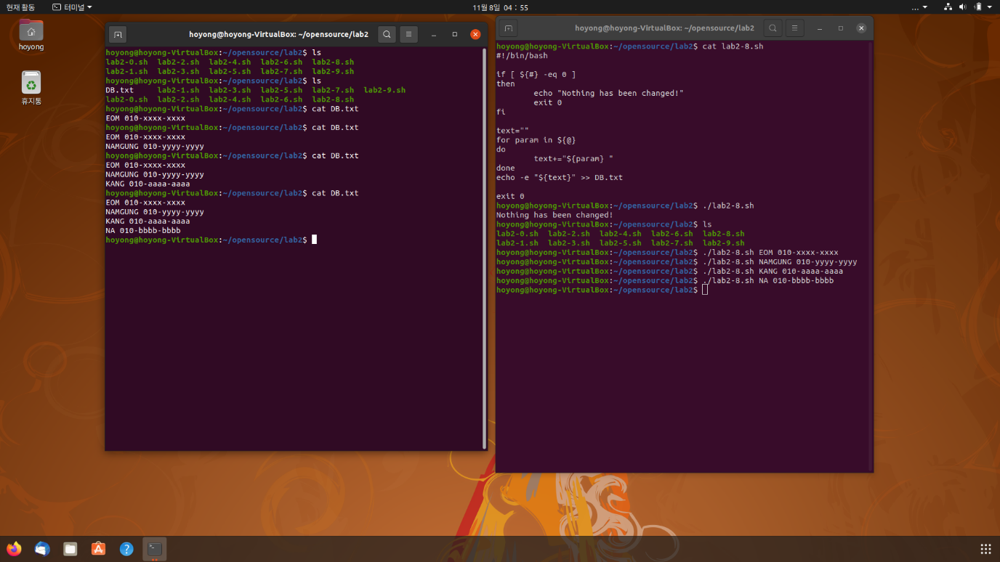 현재 활동
터미널
11월 8일 04 : 55
...
hoyong
휴지통
hoyong@hoyong-VirtualBox: ~/opensource/lab2
hoyong@hoyong-VirtualBox:~/opensource/lab2$ ls
lab2-0.sh lab2-2.sh lab2-4.sh lab2-6.sh lab2-8.sh
lab2-1.sh lab2-3.sh lab2-5.sh lab2-7.sh lab2-9.sh
hoyong@hoyong-VirtualBox:~/opensource/lab2$ ls
DB.txt lab2-1.sh lab2-3.sh lab2-5.sh lab2-7.sh lab2-9.sh
lab2-0.sh lab2-2.sh lab2-4.sh lab2-6.sh lab2-8.sh
hoyong@hoyong-VirtualBox:~/opensource/lab2$ cat DB.txt
EOM 010-xxxx-xxxx
hoyong@hoyong-VirtualBox:~/opensource/lab2$ cat DB.txt
EOM 010-xxxx-xxxx
NAMGUNG 010-yyyy-yyyy
hoyong@hoyong-VirtualBox:~/opensource/lab2$ cat DB.txt
EOM 010-xxxx-xxxx
NAMGUNG 010-yyyy-yyyy
KANG 010-aaaa-aaaa
hoyong@hoyong-VirtualBox:~/opensource/lab2$ cat DB.txt
EOM 010-xxxx-xxxx
NAMGUNG 010-yyyy-yyyy
KANG 010-aaaa-aaaa
NA 010-bbbb-bbbb
hoyong@hoyong-VirtualBox:~/opensource/lab2$
hoyong@hoyong-VirtualBox: ~/opensource/lab2
hoyong@hoyong-VirtualBox:~/opensource/lab2$ cat lab2-8.sh
#!/bin/bash
if [ ${#} -eq 0 ]
then
echo "Nothing has been changed!"
exit 0
fi
text=""
for param in ${@}
do
text+="${param} "
done
echo -e "${text}" >> DB.txt
exit 0
hoyong@hoyong-VirtualBox:~/opensource/lab2$ ./lab2-8.sh
Nothing has been changed!
hoyong@hoyong-VirtualBox:~/opensource/lab2$ ls
lab2-0.sh lab2-2.sh lab2-4.sh lab2-6.sh lab2-8.sh
lab2-1.sh lab2-3.sh lab2-5.sh lab2-7.sh lab2-9.sh
hoyong@hoyong-VirtualBox:~/opensource/lab2$ ./lab2-8.sh EOM 010-xxxx-xxxx
hoyong@hoyong-VirtualBox:~/opensource/lab2$ ./lab2-8.sh NAMGUNG 010-yyyy-yyyy
hoyong@hoyong-VirtualBox:~/opensource/lab2$ ./lab2-8.sh KANG 010-aaaa-aaaa
hoyong@hoyong-VirtualBox:~/opensource/lab2$ ./lab2-8.sh NA 010-bbbb-bbbb
hoyong@hoyong-VirtualBox:~/opensource/lab2$